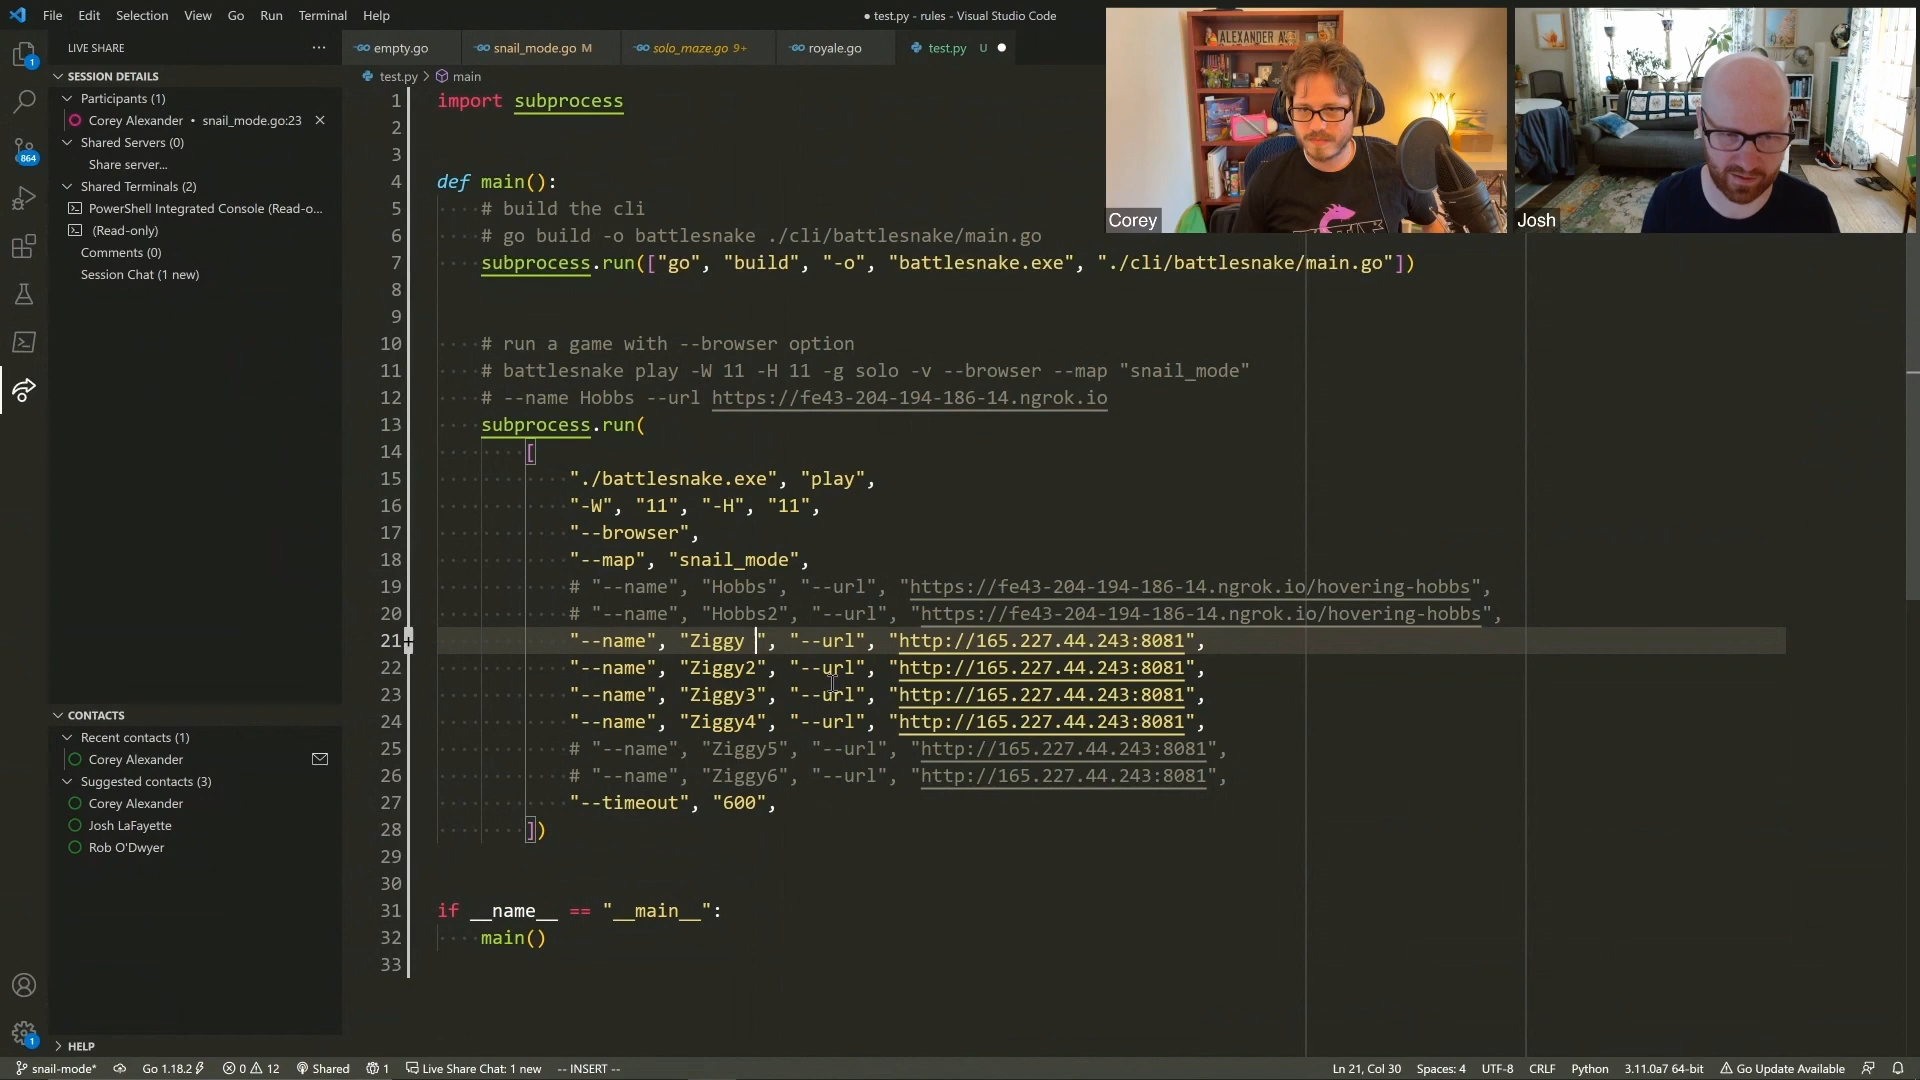 File Edit Selection View Go Run Terminal Help
● test.py - rules - Visual Studio Code
LIVE SHARE
SESSION DETAILS
Participants (1)
Corey Alexander • snail_mode.go:23
Shared Servers (0)
Share server...
Shared Terminals (2)
PowerShell Integrated Console (Read-o...
(Read-only)
Comments (0)
Session Chat (1 new)
CONTACTS
Recent contacts (1)
Corey Alexander
Suggested contacts (3)
Corey Alexander
Josh LaFayette
Rob O'Dwyer
HELP
1
864
1
empty.go snail_mode.go M solo_maze.go 9+ royale.go test.py U ●
test.py > main
1 import subprocess
2
3
4 def main():
5 # build the cli
6 # go build -o battlesnake ./cli/battlesnake/main.go
7 subprocess.run(["go", "build", "-o", "battlesnake.exe", "./cli/battlesnake/main.go"])
8
9
10 # run a game with --browser option
11 # battlesnake play -W 11 -H 11 -g solo -v --browser --map "snail_mode"
12 # --name Hobbs --url https://fe43-204-194-186-14.ngrok.io
13 subprocess.run(
14 [
15 "./battlesnake.exe", "play",
16 "-W", "11", "-H", "11",
17 "--browser",
18 "--map", "snail_mode",
19 # "--name", "Hobbs", "--url", "https://fe43-204-194-186-14.ngrok.io/hovering-hobbs",
20 # "--name", "Hobbs2", "--url", "https://fe43-204-194-186-14.ngrok.io/hovering-hobbs",
21 "--name", "Ziggy ", "--url", "http://165.227.44.243:8081",
22 "--name", "Ziggy2", "--url", "http://165.227.44.243:8081",
23 "--name", "Ziggy3", "--url", "http://165.227.44.243:8081",
24 "--name", "Ziggy4", "--url", "http://165.227.44.243:8081",
25 # "--name", "Ziggy5", "--url", "http://165.227.44.243:8081",
26 # "--name", "Ziggy6", "--url", "http://165.227.44.243:8081",
27 "--timeout", "600",
28 ])
29
30
31 if __name__ == "__main__":
32 main()
33
ALEXANDER
Corey
Josh
snail-mode* Go 1.18.2 0 12 Shared 1 Live Share Chat: 1 new -- INSERT --
Ln 21, Col 30 Spaces: 4 UTF-8 CRLF Python 3.11.0a7 64-bit Go Update Available